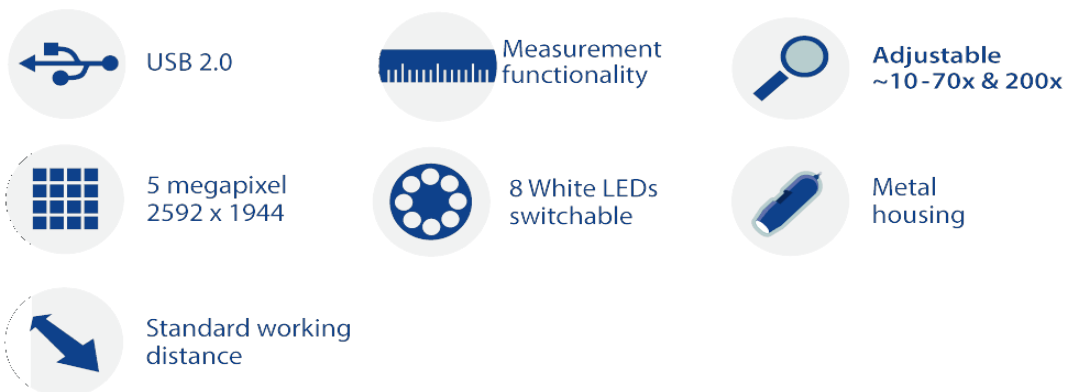 USB 2.0
Measurement
functionality
Adjustable
~10-70x & 200x
5 megapixel
2592 x 1944
8 White LEDs
switchable
Metal
housing
Standard working
distance